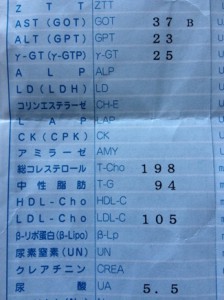 Z T T ZTT
AST(GOT) GOT 37 B
ALT(GPT) GPT 23
γ-GT(γ-GTP) γ-GT 25
A L P ALP
LD(LDH) LD
コリンエステラーゼ CH-E
L A P LAP
CK(CPK) CK
アミラーゼ AMY
総コレステロール T-Cho 198
中性脂肪 T-G 94
HDL-Cho HDL-C
LDL-Cho LDL-C 105
β-リポ蛋白(β-Lipo) β-Lp
尿素窒素(UN) UN
クレアチニン CREA
尿酸 UA 5.5